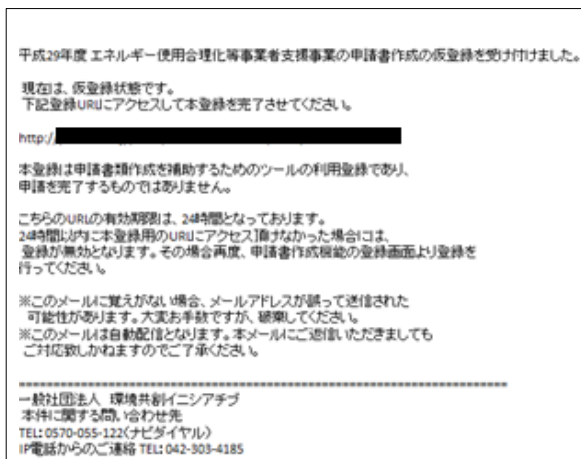 平成29年度 エネルギー使用合理化等事業者支援事業の申請書作成の仮登録を受け付けました。
現在は、仮登録状態です。
下記登録URLにアクセスして本登録を完了させてください。
http://
本登録は申請書類作成を補助するためのツールの利用登録であり、
申請を完了するものではありません。
こちらのURLの有効期限は、24時間となっております。
24時間以内に本登録用のURLにアクセス頂けなかった場合には、
登録が無効となります。その場合再度、申請書作成機能の登録画面より登録を
行ってください。
※このメールに覚えがない場合、メールアドレスが誤って送信された
可能性があります。大変お手数ですが、破棄してください。
※このメールは自動配信となります。本メールにご返信いただきましても
ご対応致しかねますのでご了承ください。
一般社団法人 環境共創イニシアチブ
本件に関する問い合わせ先
TEL: 0570-055-122(ナビダイヤル)
IP電話からのご連絡 TEL: 042-303-4185